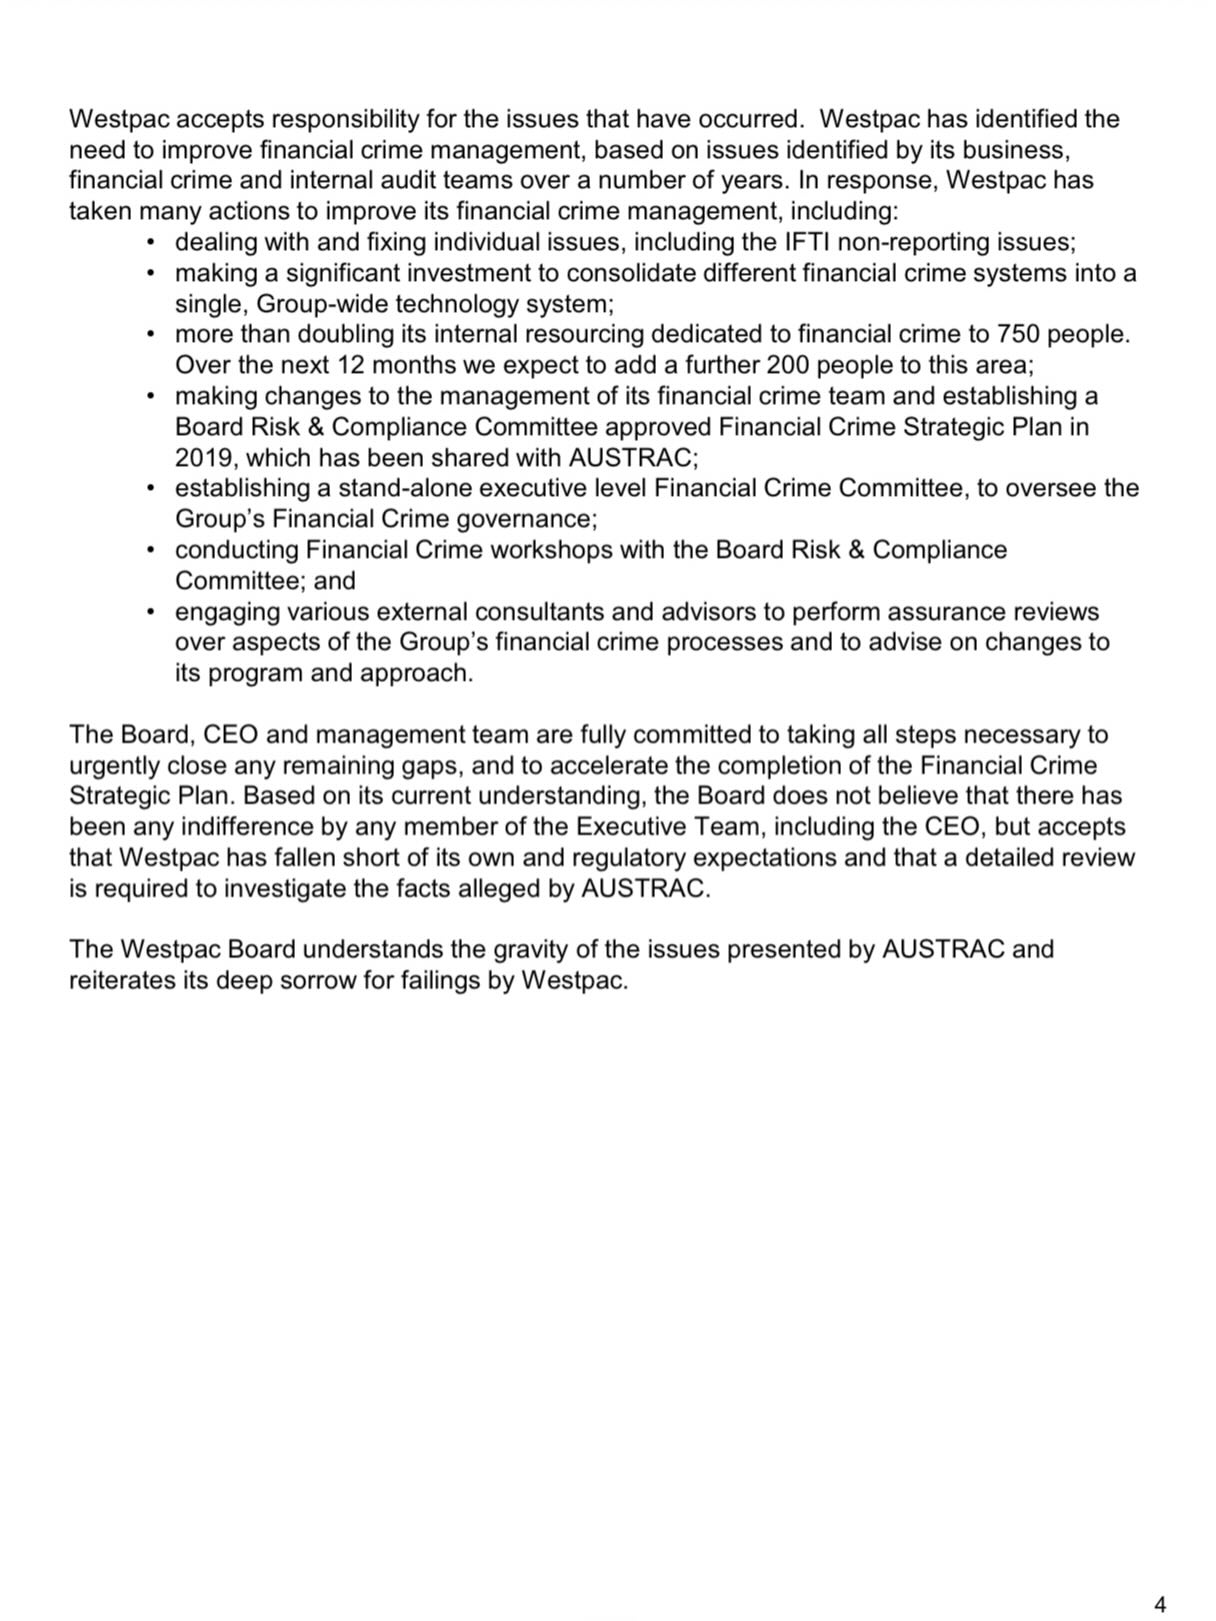 Westpac accepts responsibility for the issues that have occurred.  Westpac has identified the
need to improve financial crime management, based on issues identified by its business,
financial crime and internal audit teams over a number of years. In response, Westpac has
taken many actions to improve its financial crime management, including:
• dealing with and fixing individual issues, including the IFTI non-reporting issues;
• making a significant investment to consolidate different financial crime systems into a
single, Group-wide technology system;
• more than doubling its internal resourcing dedicated to financial crime to 750 people.
Over the next 12 months we expect to add a further 200 people to this area;
• making changes to the management of its financial crime team and establishing a
Board Risk & Compliance Committee approved Financial Crime Strategic Plan in
2019, which has been shared with AUSTRAC;
• establishing a stand-alone executive level Financial Crime Committee, to oversee the
Group’s Financial Crime governance;
• conducting Financial Crime workshops with the Board Risk & Compliance
Committee; and
• engaging various external consultants and advisors to perform assurance reviews
over aspects of the Group’s financial crime processes and to advise on changes to
its program and approach.
The Board, CEO and management team are fully committed to taking all steps necessary to
urgently close any remaining gaps, and to accelerate the completion of the Financial Crime
Strategic Plan. Based on its current understanding, the Board does not believe that there has
been any indifference by any member of the Executive Team, including the CEO, but accepts
that Westpac has fallen short of its own and regulatory expectations and that a detailed review
is required to investigate the facts alleged by AUSTRAC.
The Westpac Board understands the gravity of the issues presented by AUSTRAC and
reiterates its deep sorrow for failings by Westpac.
4